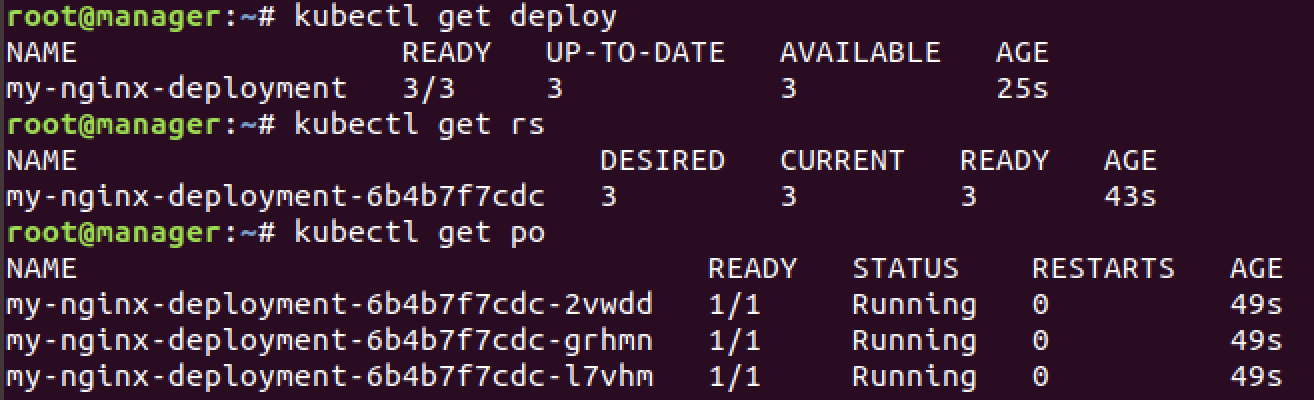 root@manager:~# kubectl get deploy
NAME                  READY   UP-TO-DATE   AVAILABLE   AGE
my-nginx-deployment   3/3     3            3           25s
root@manager:~# kubectl get rs
NAME                             DESIRED   CURRENT   READY   AGE
my-nginx-deployment-6b4b7f7cdc   3         3         3       43s
root@manager:~# kubectl get po
NAME                                   READY   STATUS    RESTARTS   AGE
my-nginx-deployment-6b4b7f7cdc-2vwdd   1/1     Running   0          49s
my-nginx-deployment-6b4b7f7cdc-grhmn   1/1     Running   0          49s
my-nginx-deployment-6b4b7f7cdc-l7vhm   1/1     Running   0          49s